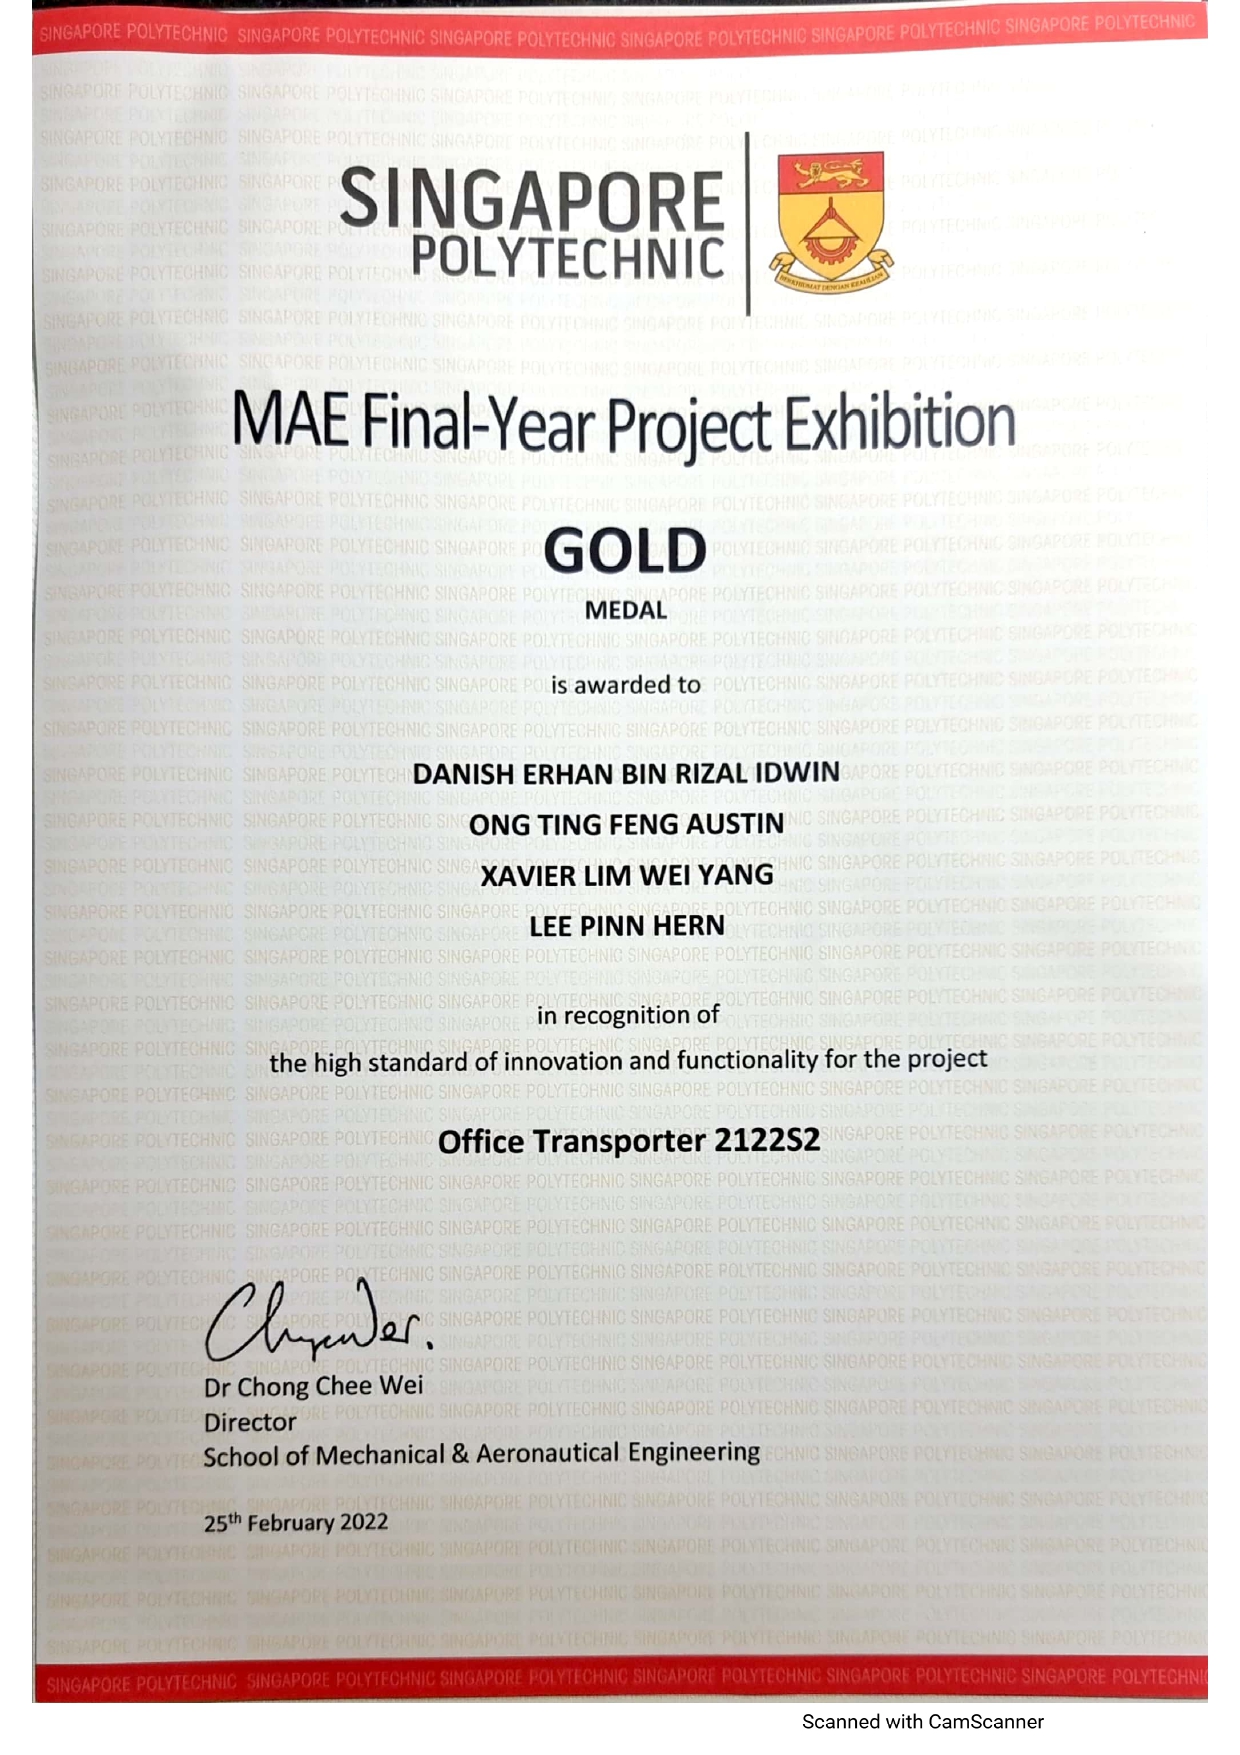 SINGAPORE POLYTECHNIC SINGAPORE POLYTECHNIC SINGAPORE POLYTECHNIC SINGAPORE POLYTECHNIC SINGAPORE POLYTECHNIC SINGAPORE POLYTECHNIC
SINGAPORE
POLYTECHNIC
MAE Final-Year Project Exhibition
GOLD
MEDAL
is awarded to
DANISH ERHAN BIN RIZAL IDWIN
ONG TING FENG AUSTIN
XAVIER LIM WEI YANG
LEE PINN HERN
in recognition of
the high standard of innovation and functionality for the project
Office Transporter 2122S2
Dr Chong Chee Wei
Director
School of Mechanical & Aeronautical Engineering
25th February 2022
SINGAPORE POLYTECHNIC SINGAPORE POLYTECHNIC SINGAPORE POLYTECHNIC SINGAPORE POLYTECHNIC SINGAPORE POLYTECHNIC SINGAPORE POLYTECHNIC
Scanned with CamScanner